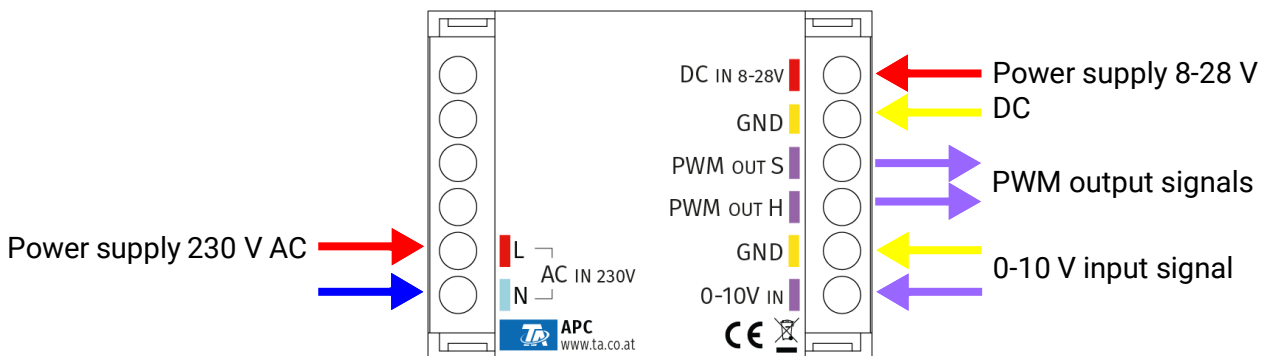 DC IN 8-28V
Power supply 8-28 V
DC
GND
PWM OUT S
PWM output signals
PWM OUT H
Power supply 230 V AC
L
GND
AC IN 230V
0-10 V input signal
N
0-10V IN
TA
APC
www.ta.co.at
CE